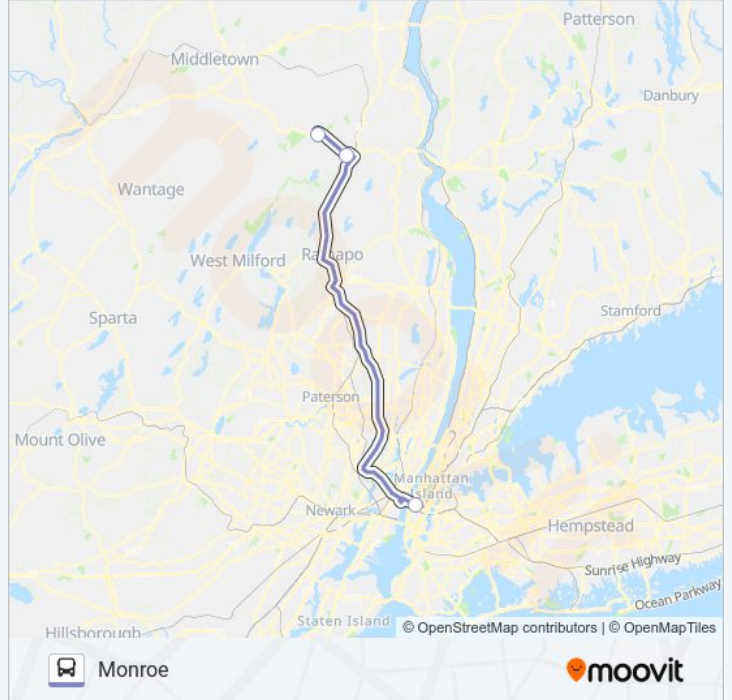 Patterson
Middletown
Danbury
Wantage
West Milford
Ramapo
Sparta
Stamford
Paterson
Mount Olive
Manhattan
Island
Newark
Hempstead
Sunrise Highway
Ocean Parkway
Staten Island
© OpenStreetMap contributors | © OpenMapTiles
Hillsborough
Monroe
moovit